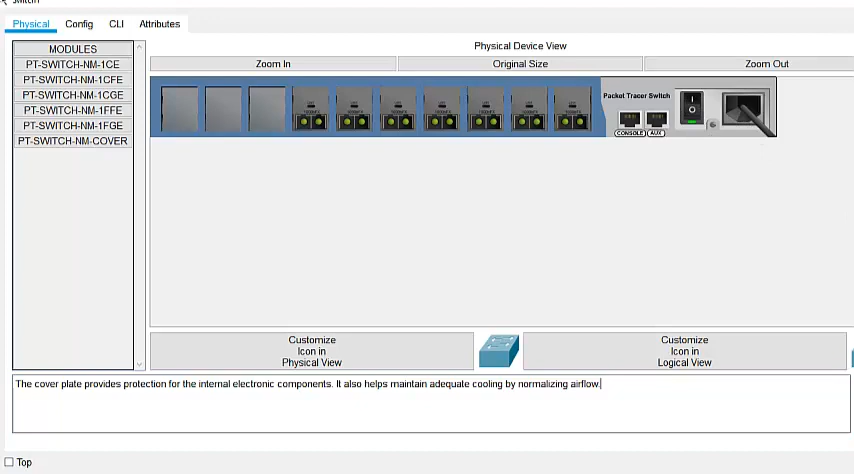 Switch1
Physical Config CLI Attributes
MODULES
PT-SWITCH-NM-1CE
PT-SWITCH-NM-1CFE
PT-SWITCH-NM-1CGE
PT-SWITCH-NM-1FFE
PT-SWITCH-NM-1FGE
PT-SWITCH-NM-COVER
Physical Device View
Zoom In Original Size Zoom Out
Packet Tracer Switch
CONSOLE AUX
Customize
Icon in
Physical View
Customize
Icon in
Logical View
The cover plate provides protection for the internal electronic components. It also helps maintain adequate cooling by normalizing airflow.
Top